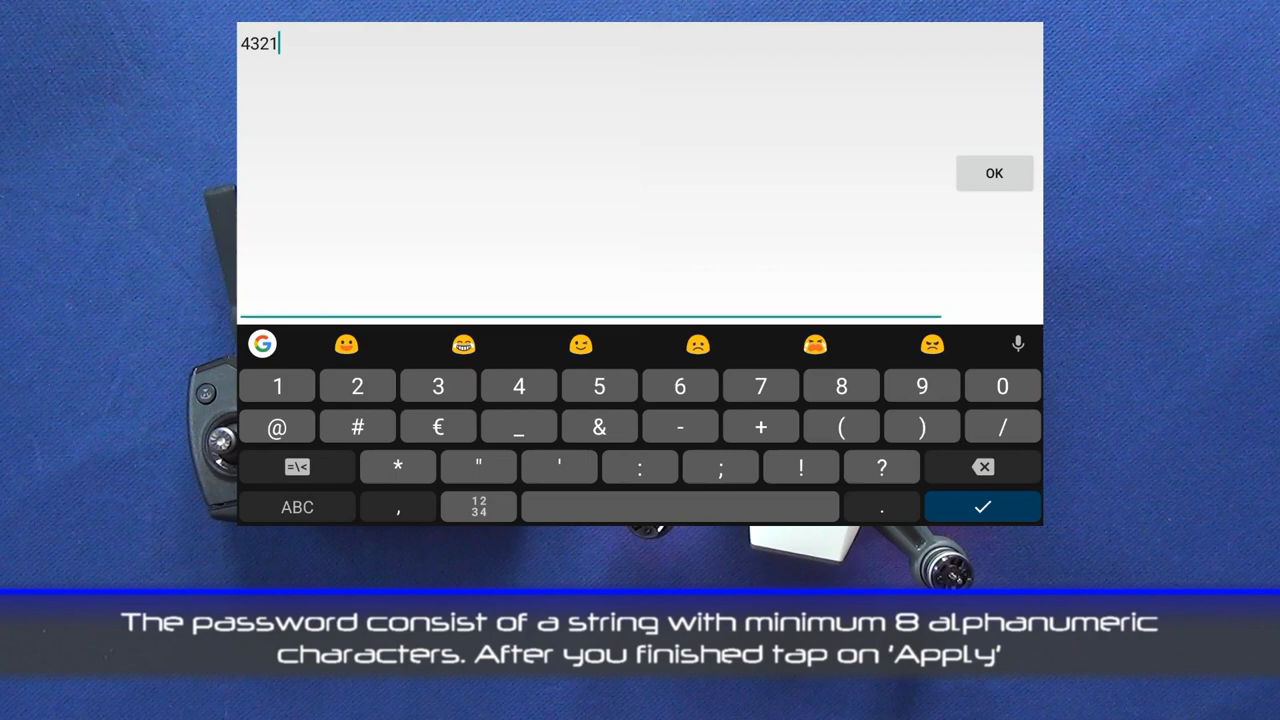 4321
OK
1 2 3 4 5 6 7 8 9 0
@ # € _ & - + ( ) /
=\< * " ' : ; ! ?
ABC , 12 34 .
The password consist of a string with minimum 8 alphanumeric
characters. After you finished tap on 'Apply'